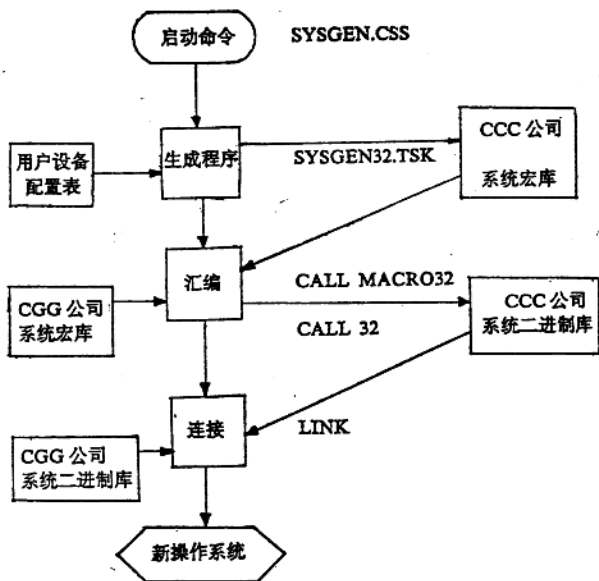 启动命令
SYSGEN.CSS
用户设备
配置表
生成程序
SYSGEN32.TSK
CCC 公司
系统宏库
CGG 公司
系统宏库
汇编
CALL MACRO32
CALL 32
CCC 公司
系统二进制库
CGG 公司
系统二进制库
连接
LINK
新操作系统